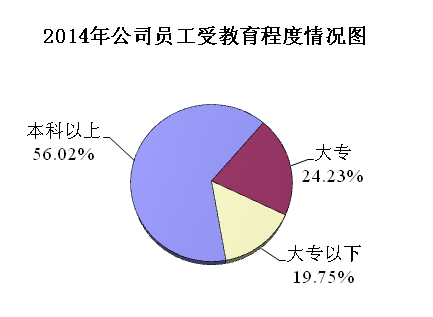 2014年公司员工受教育程度情况图
本科以上
56.02%
大专
24.23%
大专以下
19.75%